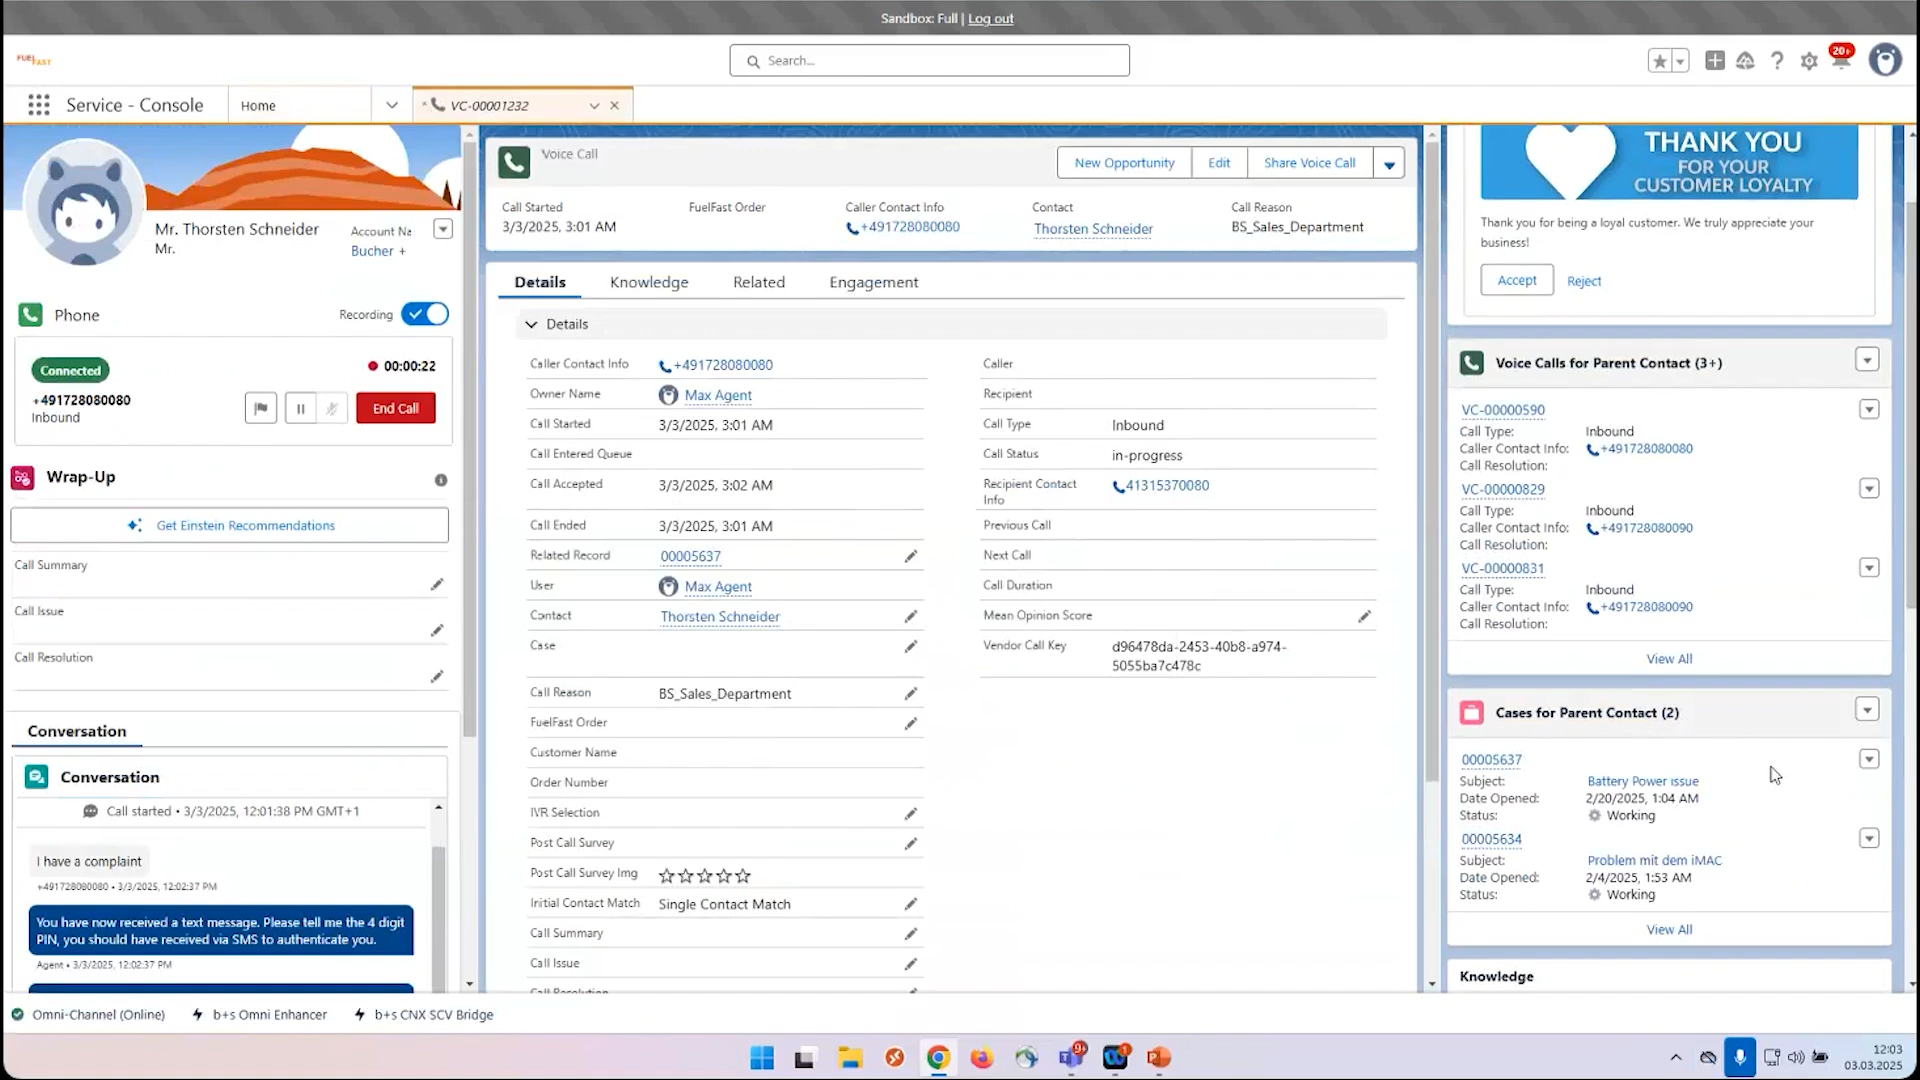 Sandbox: Full | Log out
FUEL FAST
Search...
20+
Service - Console
Home
* VC-00001232
Mr. Thorsten Schneider
Mr.
Account Na
Bucher +
Phone
Recording
Connected
00:00:22
+491728080080
Inbound
End Call
Wrap-Up
Get Einstein Recommendations
Call Summary
Call Issue
Call Resolution
Conversation
Conversation
Call started • 3/3/2025, 12:01:38 PM GMT+1
I have a complaint
+491728080080 • 3/3/2025, 12:02:37 PM
You have now received a text message. Please tell me the 4 digit
PIN, you should have received via SMS to authenticate you.
Agent • 3/3/2025, 12:02:37 PM
Voice Call
New Opportunity
Edit
Share Voice Call
Call Started
3/3/2025, 3:01 AM
FuelFast Order
Caller Contact Info
+491728080080
Contact
Thorsten Schneider
Call Reason
BS_Sales_Department
Details
Knowledge
Related
Engagement
Details
Caller Contact Info +491728080080
Owner Name Max Agent
Call Started 3/3/2025, 3:01 AM
Call Entered Queue
Call Accepted 3/3/2025, 3:02 AM
Call Ended 3/3/2025, 3:01 AM
Related Record 00005637
User Max Agent
Contact Thorsten Schneider
Case
Call Reason BS_Sales_Department
FuelFast Order
Customer Name
Order Number
IVR Selection
Post Call Survey
Post Call Survey Img
Initial Contact Match Single Contact Match
Call Summary
Call Issue
Call Resolution
Caller
Recipient
Call Type Inbound
Call Status in-progress
Recipient Contact
Info
41315370080
Previous Call
Next Call
Call Duration
Mean Opinion Score
Vendor Call Key d96478da-2453-40b8-a974-
5055ba7c478c
THANK YOU
FOR YOUR
CUSTOMER LOYALTY
Thank you for being a loyal customer. We truly appreciate your
business!
Accept
Reject
Voice Calls for Parent Contact (3+)
VC-00000590
Call Type: Inbound
Caller Contact Info: +491728080080
Call Resolution:
VC-00000829
Call Type: Inbound
Caller Contact Info: +491728080090
Call Resolution:
VC-00000831
Call Type: Inbound
Caller Contact Info: +491728080090
Call Resolution:
View All
Cases for Parent Contact (2)
00005637
Subject: Battery Power issue
Date Opened: 2/20/2025, 1:04 AM
Status: Working
00005634
Subject: Problem mit dem iMAC
Date Opened: 2/4/2025, 1:53 AM
Status: Working
View All
Knowledge
Omni-Channel (Online)
b+s Omni Enhancer
b+s CNX SCV Bridge
9+
1
12:03
03.03.2025